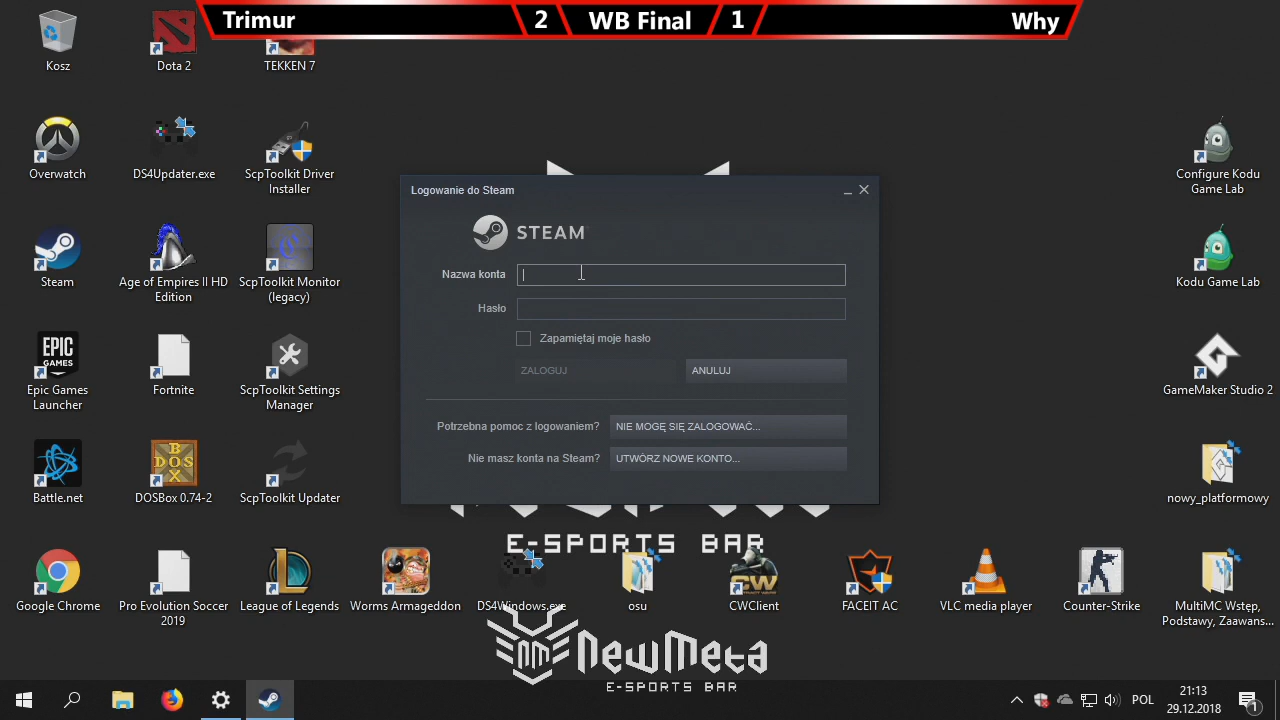 Trimur 2 WB Final 1 Why
Kosz
Dota 2
TEKKEN 7
Overwatch
DS4Updater.exe
ScpToolkit Driver
Installer
Configure Kodu
Game Lab
Steam
Age of Empires II HD
Edition
ScpToolkit Monitor
(legacy)
Kodu Game Lab
EPIC
GAMES
Epic Games
Launcher
Fortnite
ScpToolkit Settings
Manager
GameMaker Studio 2
Battle.net
DOSBox 0.74-2
ScpToolkit Updater
nowy_platformowy
Logowanie do Steam
STEAM
Nazwa konta
Hasło
Zapamiętaj moje hasło
ZALOGUJ
ANULUJ
Potrzebna pomoc z logowaniem?
NIE MOGĘ SIĘ ZALOGOWAĆ...
Nie masz konta na Steam?
UTWÓRZ NOWE KONTO...
E-SPORTS BAR
Google Chrome
Pro Evolution Soccer
2019
League of Legends
Worms Armageddon
DS4Windows.exe
osu
CWClient
FACEIT AC
VLC media player
Counter-Strike
MultiMC Wstęp,
Podstawy, Zaawans...
NewMeta
E-SPORTS BAR
POL
21:13
29.12.2018
1